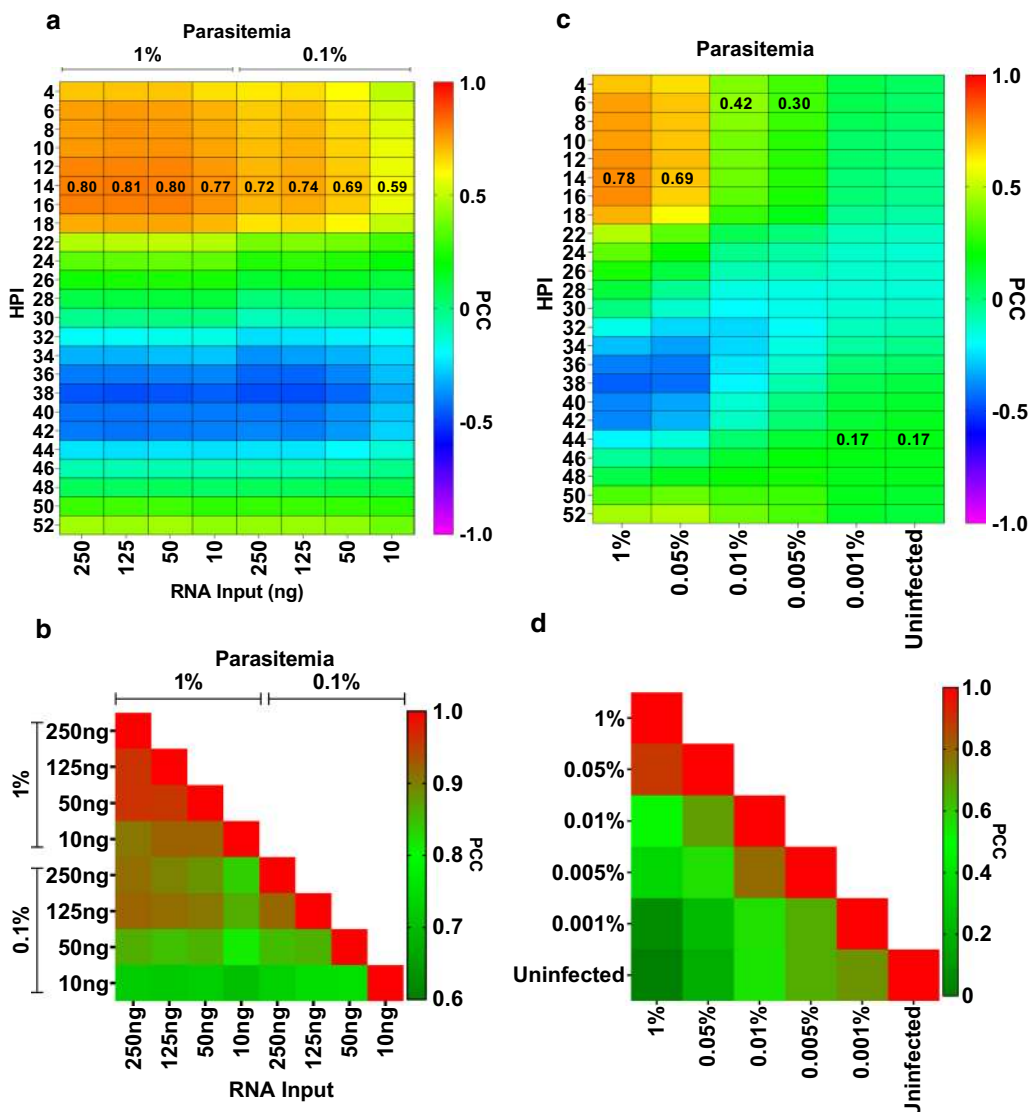 a
Parasitemia
1% 0.1%
HPI
4
6
8
10
12
14
16
18
22
24
26
28
30
32
34
36
38
40
42
44
46
48
50
52
0.80 0.81 0.80 0.77 0.72 0.74 0.69 0.59
250 125 50 10 250 125 50 10
RNA Input (ng)
1.0
0.5
0
-0.5
-1.0
PCC
c
Parasitemia
HPI
4
6
8
10
12
14
16
18
22
24
26
28
30
32
34
36
38
40
42
44
46
48
50
52
0.42 0.30
0.78 0.69
0.17 0.17
1% 0.05% 0.01% 0.005% 0.001% Uninfected
1.0
0.5
0
-0.5
-1.0
PCC
b
Parasitemia
1% 0.1%
1%
250ng
125ng
50ng
10ng
0.1%
250ng
125ng
50ng
10ng
250ng 125ng 50ng 10ng 250ng 125ng 50ng 10ng
RNA Input
1.0
0.9
0.8
0.7
0.6
PCC
d
1%
0.05%
0.01%
0.005%
0.001%
Uninfected
1% 0.05% 0.01% 0.005% 0.001% Uninfected
1.0
0.8
0.6
0.4
0.2
0
PCC